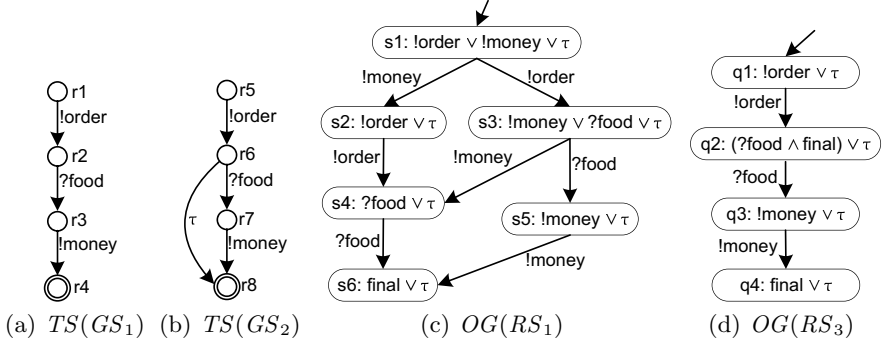 r1
!order
r2
?food
r3
!money
r4
(a) TS(GS₁)
r5
!order
r6
?food
τ
r7
!money
r8
(b) TS(GS₂)
s1: !order ∨ !money ∨ τ
!money
!order
s2: !order ∨ τ
s3: !money ∨ ?food ∨ τ
!order
!money
?food
s4: ?food ∨ τ
s5: !money ∨ τ
?food
!money
s6: final ∨ τ
(c) OG(RS₁)
q1: !order ∨ τ
!order
q2: (?food ∧ final) ∨ τ
?food
q3: !money ∨ τ
!money
q4: final ∨ τ
(d) OG(RS₃)